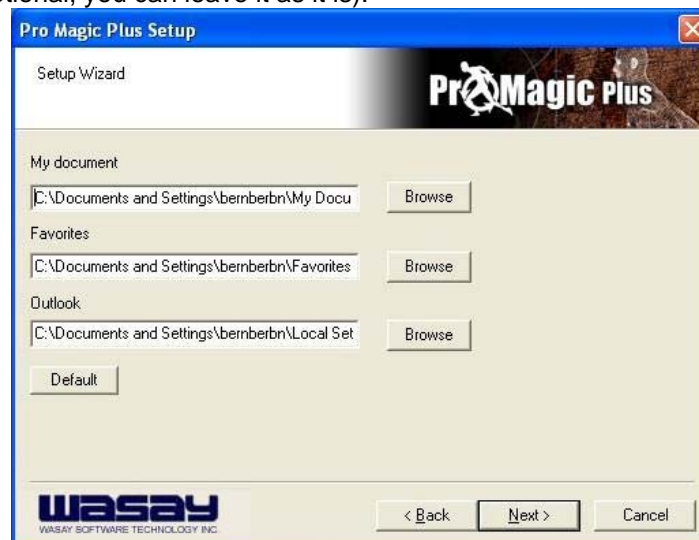 tional, you can leave it as it is).
Pro Magic Plus Setup
Setup Wizard
Pro Magic Plus
My document
C:\Documents and Settings\bernberbn\My Docu
Browse
Favorites
C:\Documents and Settings\bernberbn\Favorites
Browse
Outlook
C:\Documents and Settings\bernberbn\Local Set
Browse
Default
wasay
WASAY SOFTWARE TECHNOLOGY INC.
< Back
Next >
Cancel